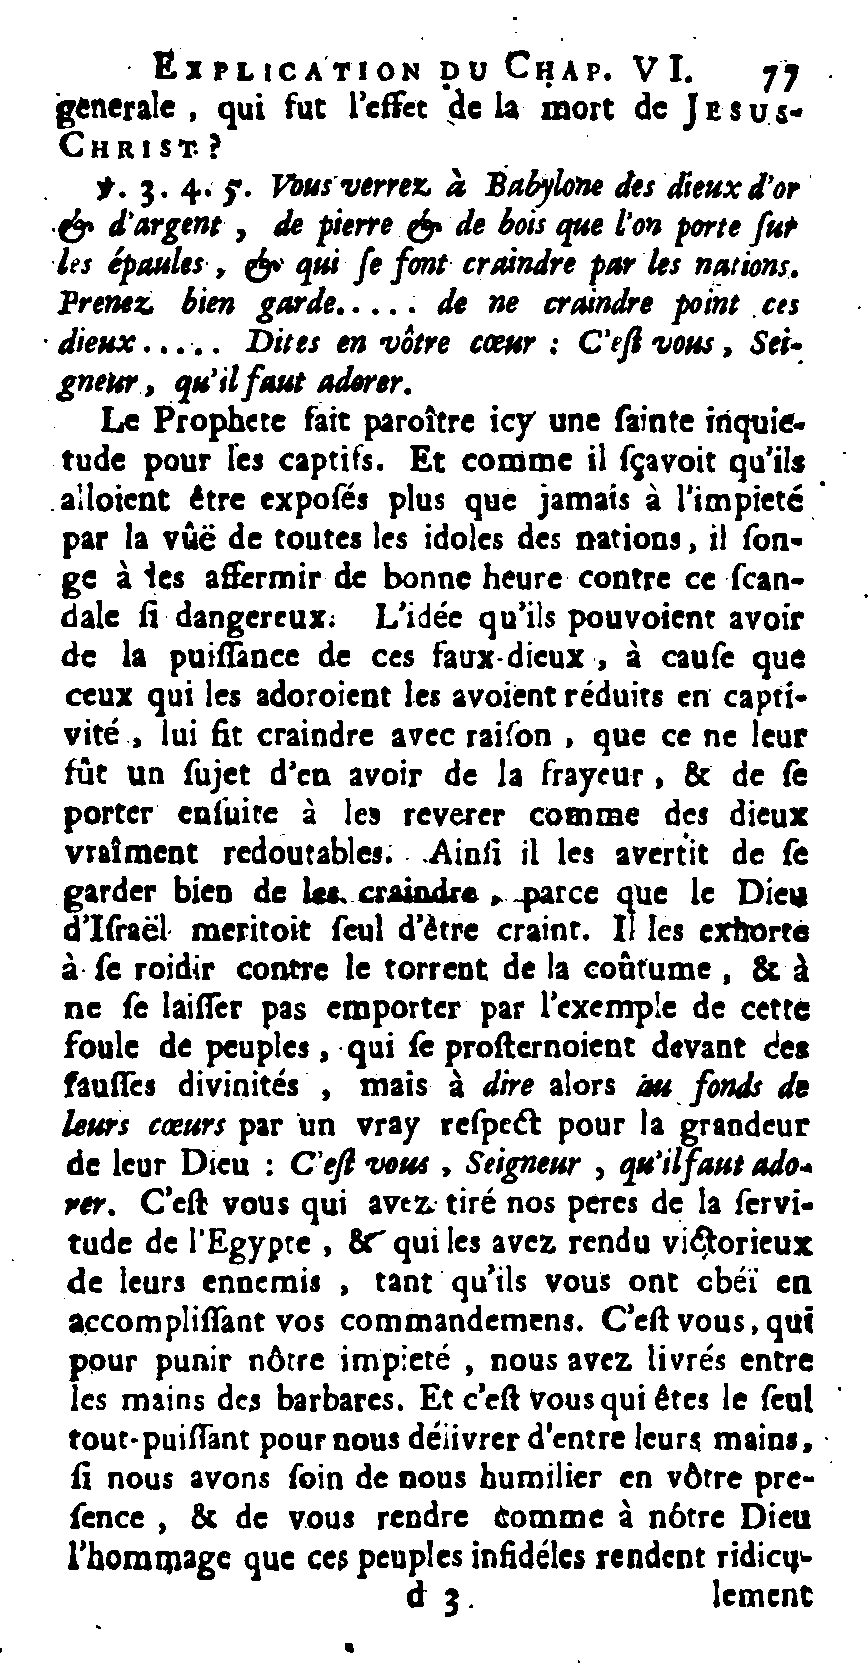 EXPLICATION DU CHAP. VI. 77
generale, qui fut l'effet de la mort de JESUS-
CHRIST?
℣. 3. 4. 5. Vous verrez à Babylone des dieux d'or
& d'argent, de pierre & de bois que l'on porte ſur
les épaules, & qui ſe font craindre par les nations.
Prenez bien garde..... de ne craindre point ces
dieux..... Dites en vôtre cœur : C'eſt vous, Sei-
gneur, qu'il faut adorer.
Le Prophete fait paroître icy une ſainte inquie-
tude pour les captifs. Et comme il ſçavoit qu'ils
alloient être expoſés plus que jamais à l'impieté
par la vûë de toutes les idoles des nations, il ſon-
ge à les affermir de bonne heure contre ce ſcan-
dale ſi dangereux. L'idée qu'ils pouvoient avoir
de la puiſſance de ces faux-dieux, à cauſe que
ceux qui les adoroient les avoient réduits en capti-
vité, lui fit craindre avec raiſon, que ce ne leur
fût un ſujet d'en avoir de la frayeur, & de ſe
porter enſuite à les reverer comme des dieux
vraîment redoutables. Ainſi il les avertit de ſe
garder bien de les craindre, parce que le Dieu
d'Iſraël meritoit ſeul d'être craint. Il les exhorte
à ſe roidir contre le torrent de la coûtume, & à
ne ſe laiſſer pas emporter par l'exemple de cette
foule de peuples, qui ſe proſternoient devant des
fauſſes divinités, mais à dire alors au fonds de
leurs cœurs par un vray reſpect pour la grandeur
de leur Dieu : C'eſt vous, Seigneur, qu'il faut ado-
rer. C'eſt vous qui avez tiré nos peres de la ſervi-
tude de l'Egypte, & qui les avez rendu victorieux
de leurs ennemis, tant qu'ils vous ont obéï en
accompliſſant vos commandemens. C'eſt vous, qui
pour punir nôtre impieté, nous avez livrés entre
les mains des barbares. Et c'eſt vous qui êtes le ſeul
tout-puiſſant pour nous délivrer d'entre leurs mains,
ſi nous avons ſoin de nous humilier en vôtre pre-
ſence, & de vous rendre comme à nôtre Dieu
l'hommage que ces peuples infidéles rendent ridicu-
d 3. lement